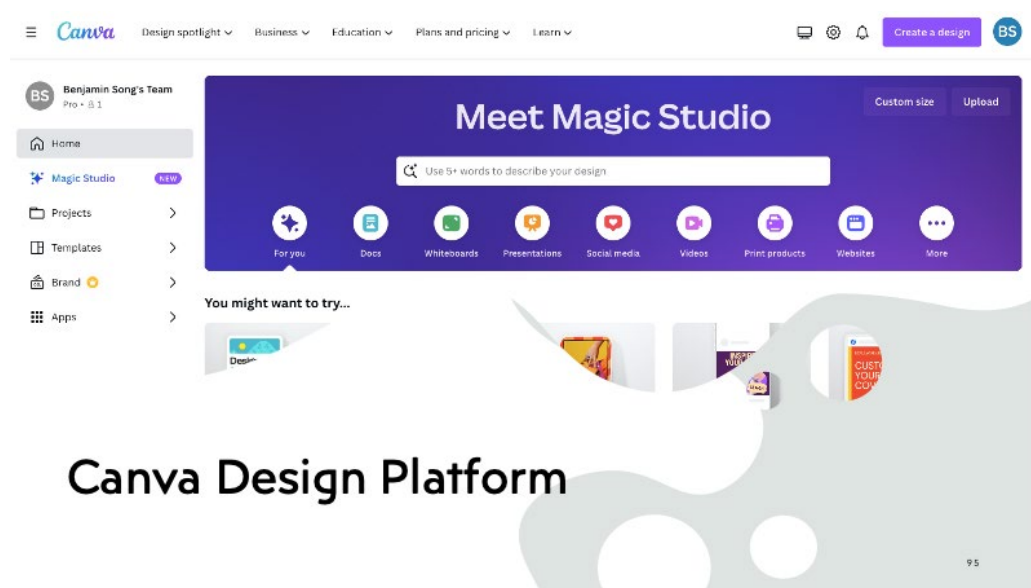 Canva
Design spotlight
Business
Education
Plans and pricing
Learn
Create a design
BS
BS
Benjamin Song's Team
Pro • 1
Home
Magic Studio
NEW
Projects
Templates
Brand
Apps
Meet Magic Studio
Custom size
Upload
Use 5+ words to describe your design
For you
Docs
Whiteboards
Presentations
Social media
Videos
Print products
Websites
More
You might want to try...
CUSTO
YOUR
COV
Canva Design Platform
95